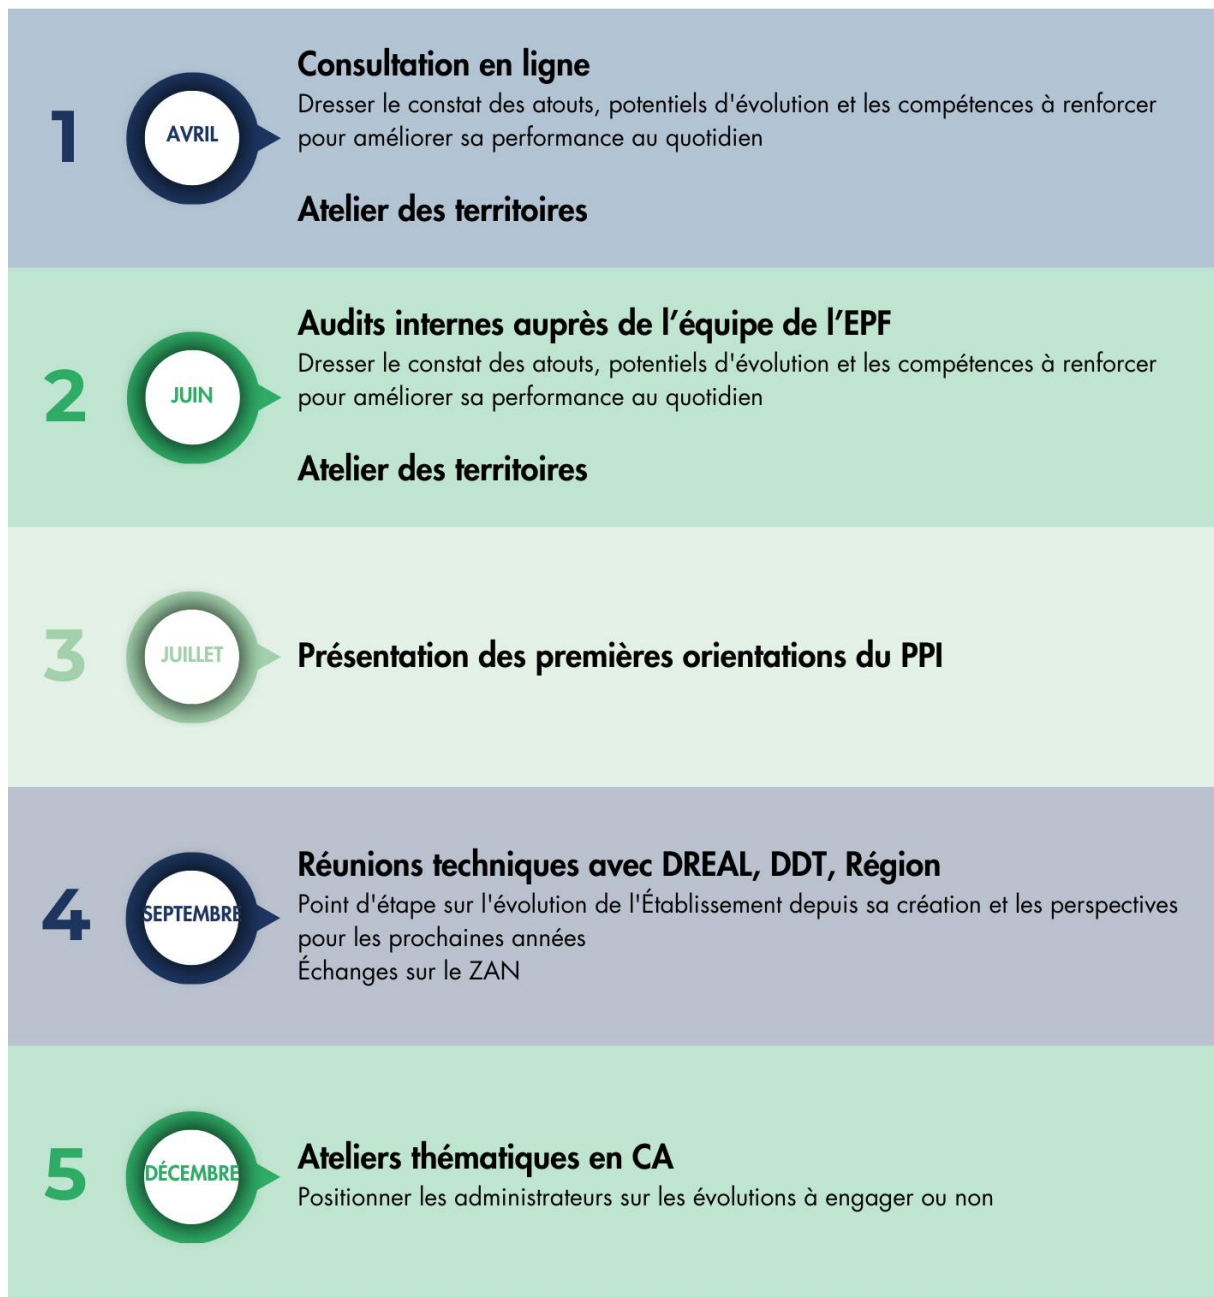 1
AVRIL
Consultation en ligne
Dresser le constat des atouts, potentiels d'évolution et les compétences à renforcer
pour améliorer sa performance au quotidien
Atelier des territoires
2
JUIN
Audits internes auprès de l’équipe de l’EPF
Dresser le constat des atouts, potentiels d'évolution et les compétences à renforcer
pour améliorer sa performance au quotidien
Atelier des territoires
3
JUILLET
Présentation des premières orientations du PPI
4
SEPTEMBRE
Réunions techniques avec DREAL, DDT, Région
Point d'étape sur l'évolution de l'Établissement depuis sa création et les perspectives
pour les prochaines années
Échanges sur le ZAN
5
DÉCEMBRE
Ateliers thématiques en CA
Positionner les administrateurs sur les évolutions à engager ou non